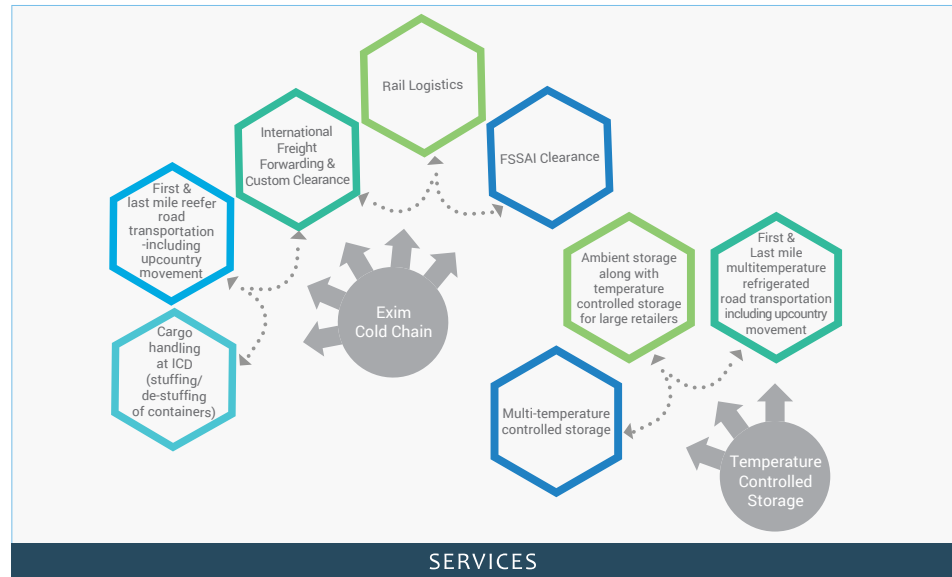 Rail Logistics
International
Freight
Forwarding &
Custom Clearance
FSSAI Clearance
First &
last mile reefer
road
transportation
-including
upcountry
movement
Cargo
handling
at ICD
(stuffing/
de-stuffing
of containers)
Exim
Cold Chain
Ambient storage
along with
temperature
controlled storage
for large retailers
First &
Last mile
multitemperature
refrigerated
road transportation
including upcountry
movement
Multi-temperature
controlled storage
Temperature
Controlled
Storage
SERVICES